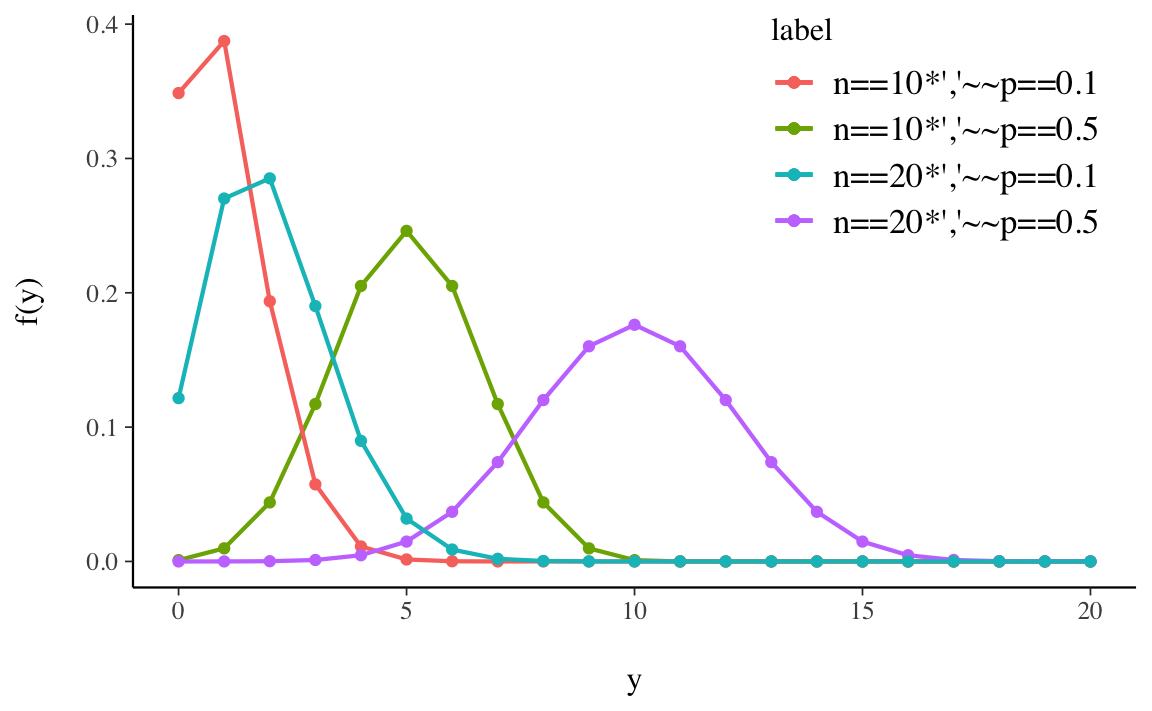 0.4
0.3
0.2
0.1
0.0
f(y)
label
n==10*','~~p==0.1
n==10*','~~p==0.5
n==20*','~~p==0.1
n==20*','~~p==0.5
0 5 10 15 20
y